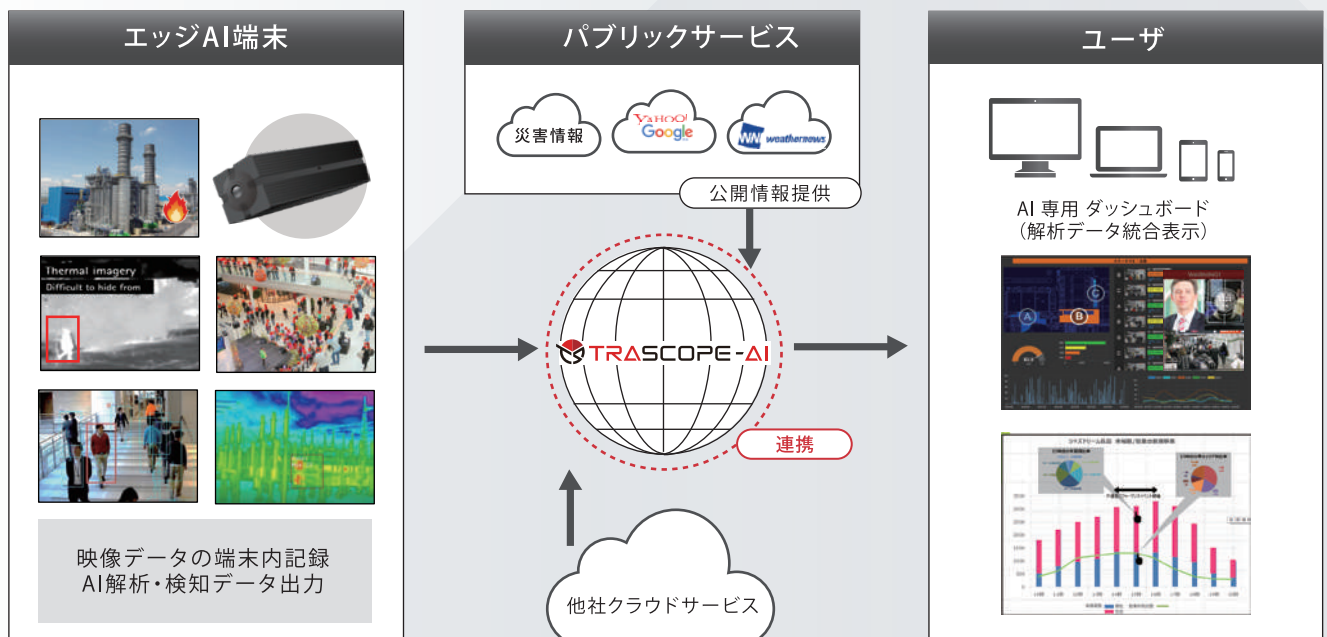 エッジAI端末
Thermal imagery
Difficult to hide from
映像データの端末内記録
AI解析・検知データ出力
パブリックサービス
災害情報
YAHOO!
Google
WN weathernews
公開情報提供
TRASCOPE-AI
連携
他社クラウドサービス
ユーザ
AI 専用 ダッシュボード
（解析データ統合表示）
A
B
C